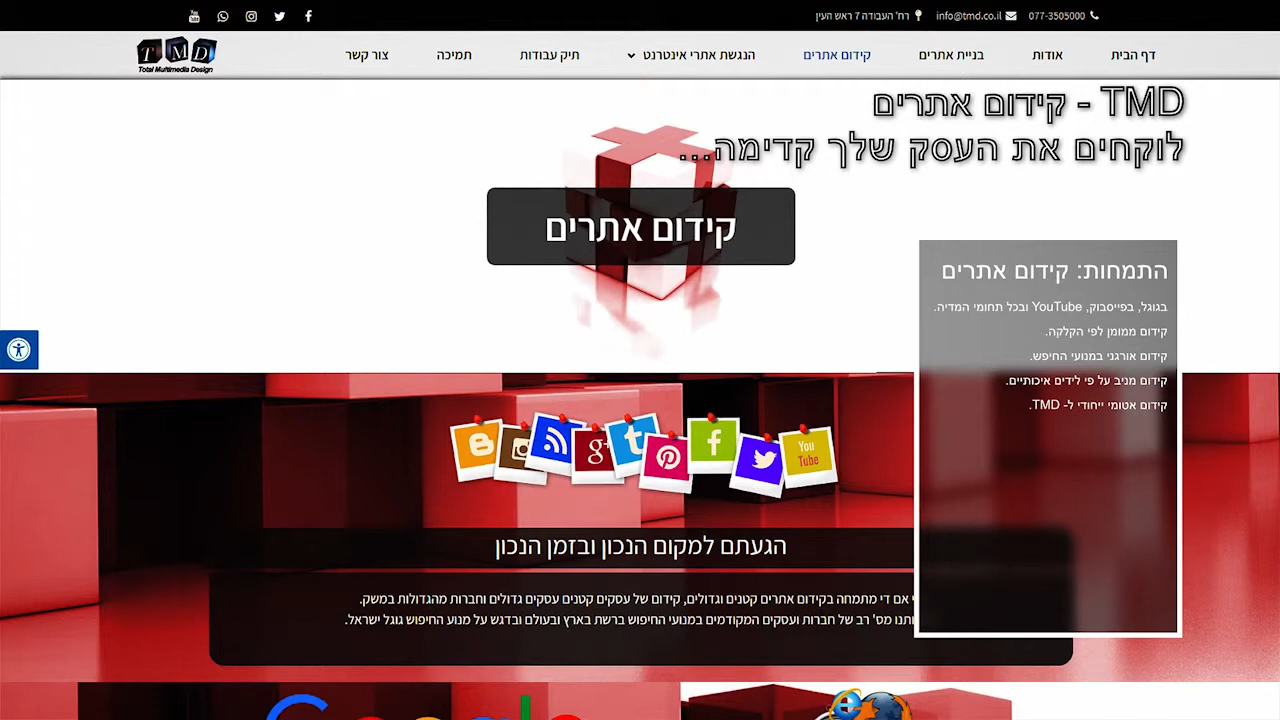 077-3505000
info@tmd.co.il
רח' העבודה 7 ראש העין
You Tube
דף הבית
אודות
בניית אתרים
קידום אתרים
הנגשת אתרי אינטרנט
תיק עבודות
תמיכה
צור קשר
TMD
Total Multimedia Design
TMD - קידום אתרים
לוקחים את העסק שלך קדימה...
קידום אתרים
התמחות: קידום אתרים
בגוגל, בפייסבוק, YouTube ובכל תחומי המדיה.
קידום ממומן לפי הקלקה.
קידום אורגני במנועי החיפש.
קידום מניב על פי לידים איכותיים.
קידום אטומי ייחודי ל- TMD.
You
Tube
הגעתם למקום הנכון ובזמן הנכון
אם די מתמחה בקידום אתרים קטנים וגדולים, קידום של עסקים קטנים עסקים גדולים וחברות מהגדולות במשק.
מס' רב של חברות ועסקים המקודמים במנועי החיפוש ברשת בארץ ובעולם ובדגש על מנוע החיפוש גוגל ישראל.